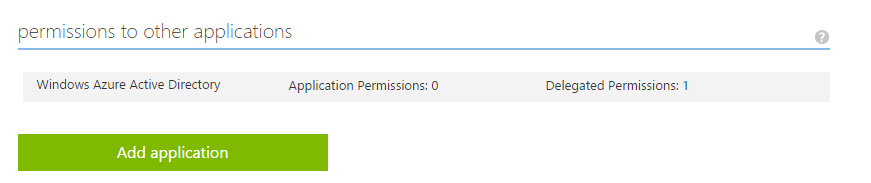 permissions to other applications
?
Windows Azure Active Directory Application Permissions: 0 Delegated Permissions: 1
Add application